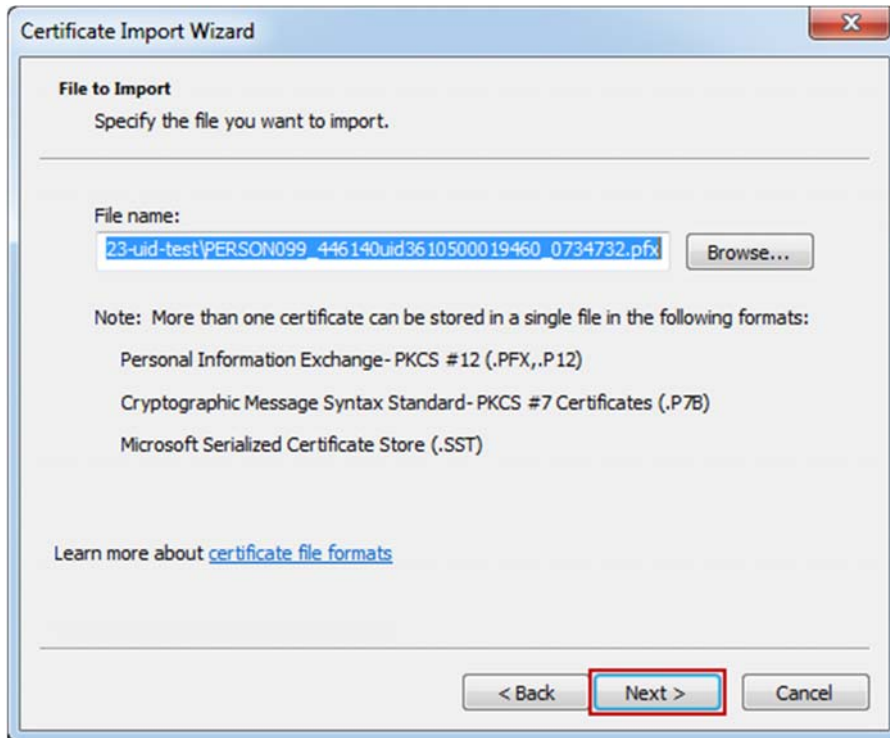 Certificate Import Wizard
File to Import
Specify the file you want to import.
File name:
23-uid-test\PERSON099_446140uid3610500019460_0734732.pfx
Browse...
Note: More than one certificate can be stored in a single file in the following formats:
Personal Information Exchange- PKCS #12 (.PFX,.P12)
Cryptographic Message Syntax Standard- PKCS #7 Certificates (.P7B)
Microsoft Serialized Certificate Store (.SST)
Learn more about certificate file formats
< Back Next > Cancel